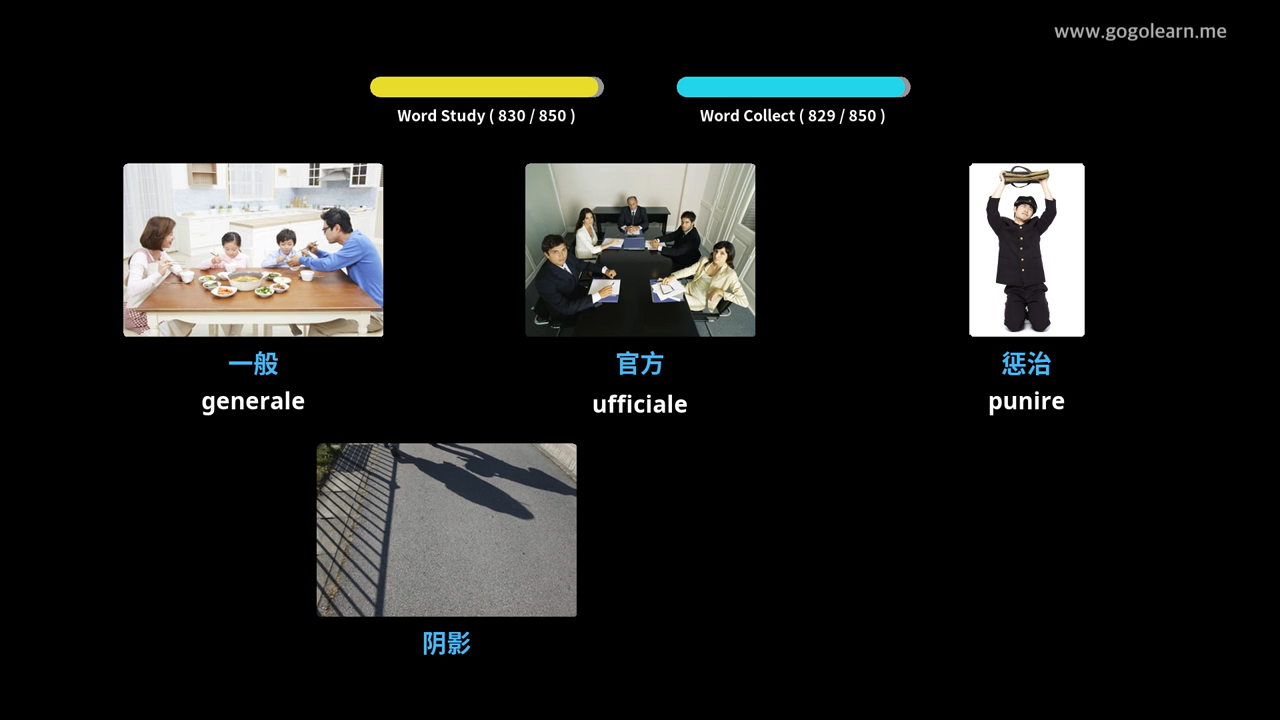 www.gogolearn.me
Word Study ( 830 / 850 )
Word Collect ( 829 / 850 )
一般
官方
惩治
generale
ufficiale
punire
阴影